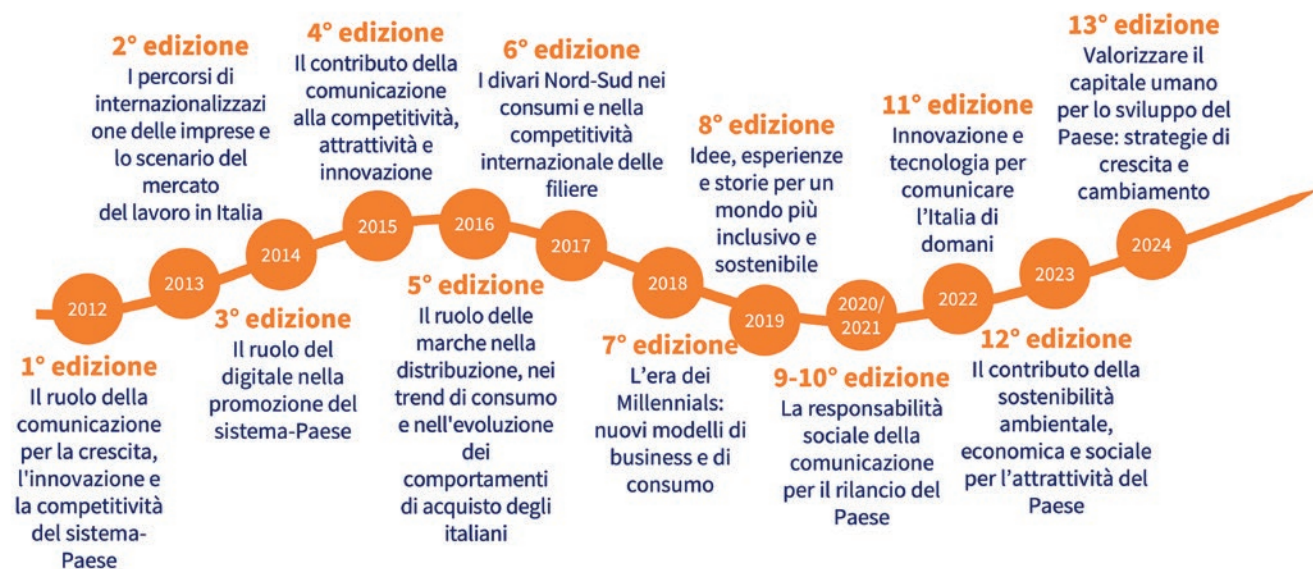 2° edizione
I percorsi di
internazionalizzazi
one delle imprese e
lo scenario del
mercato
del lavoro in Italia
4° edizione
Il contributo della
comunicazione
alla competitività,
attrattività e
innovazione
6° edizione
I divari Nord-Sud nei
consumi e nella
competitività
internazionale delle
filiere
8° edizione
Idee, esperienze
e storie per un
mondo più
inclusivo e
sostenibile
11° edizione
Innovazione e
tecnologia per
comunicare
l’Italia di
domani
13° edizione
Valorizzare il
capitale umano
per lo sviluppo del
Paese: strategie di
crescita e
cambiamento
2012
2013
2014
2015
2016
2017
2018
2019
2020/
2021
2022
2023
2024
1° edizione
Il ruolo della
comunicazione
per la crescita,
l'innovazione e
la competitività
del sistema-
Paese
3° edizione
Il ruolo del
digitale nella
promozione del
sistema-Paese
5° edizione
Il ruolo delle
marche nella
distribuzione, nei
trend di consumo
e nell'evoluzione
dei
comportamenti
di acquisto degli
italiani
7° edizione
L’era dei
Millennials:
nuovi modelli di
business e di
consumo
9-10° edizione
La responsabilità
sociale della
comunicazione
per il rilancio del
Paese
12° edizione
Il contributo della
sostenibilità
ambientale,
economica e sociale
per l’attrattività del
Paese